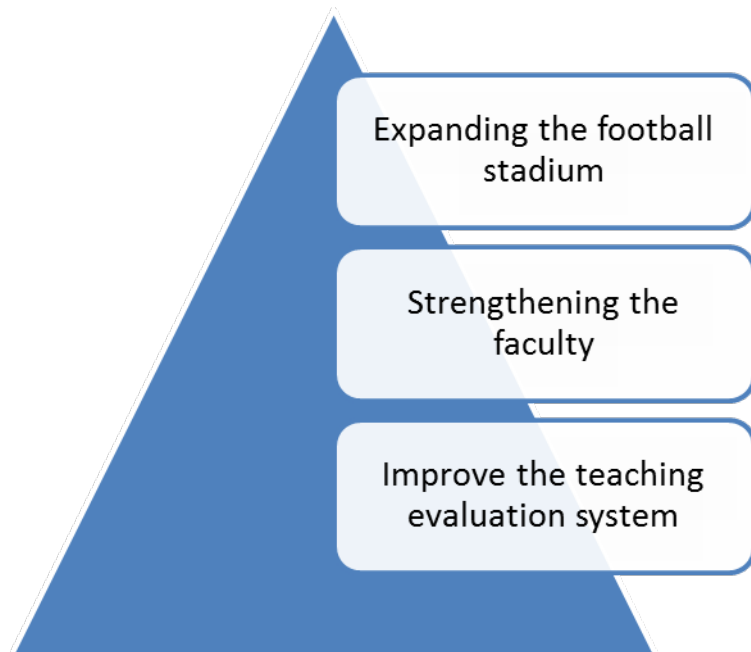 Expanding the football
stadium
Strengthening the
faculty
Improve the teaching
evaluation system